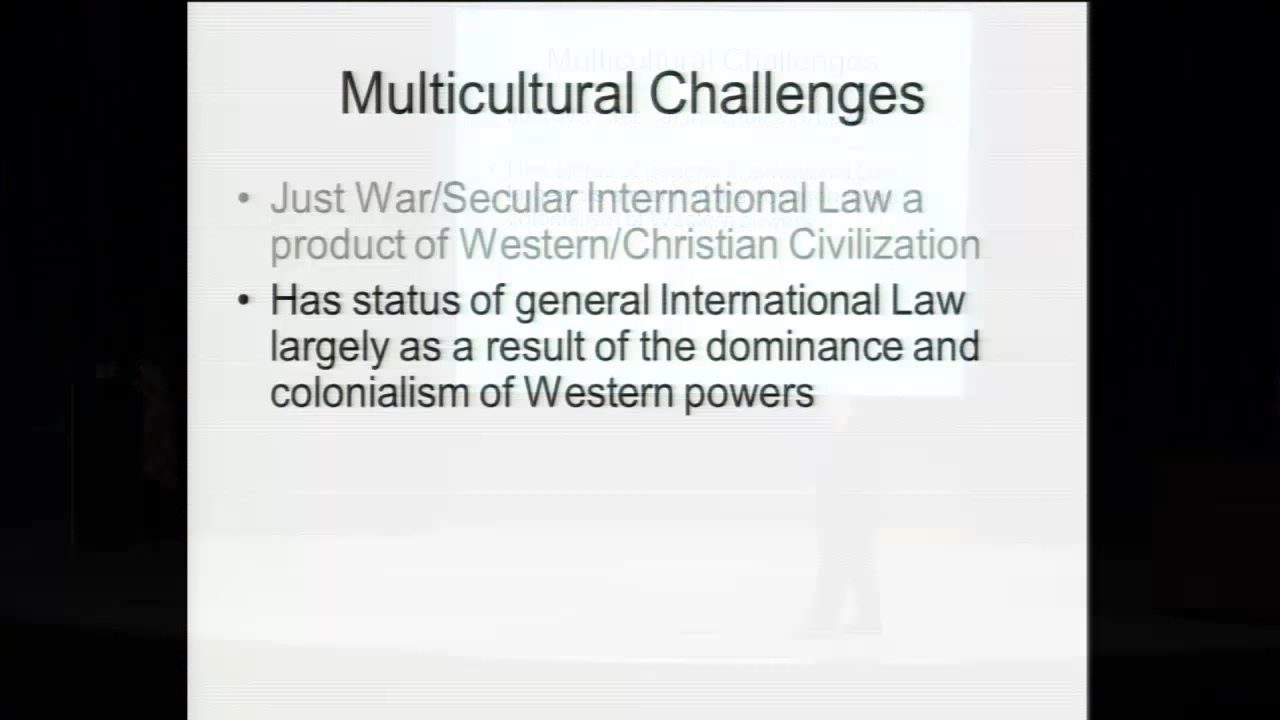 Multicultural Challenges
• Just War/Secular International Law a
product of Western/Christian Civilization
• Has status of general International Law
largely as a result of the dominance and
colonialism of Western powers